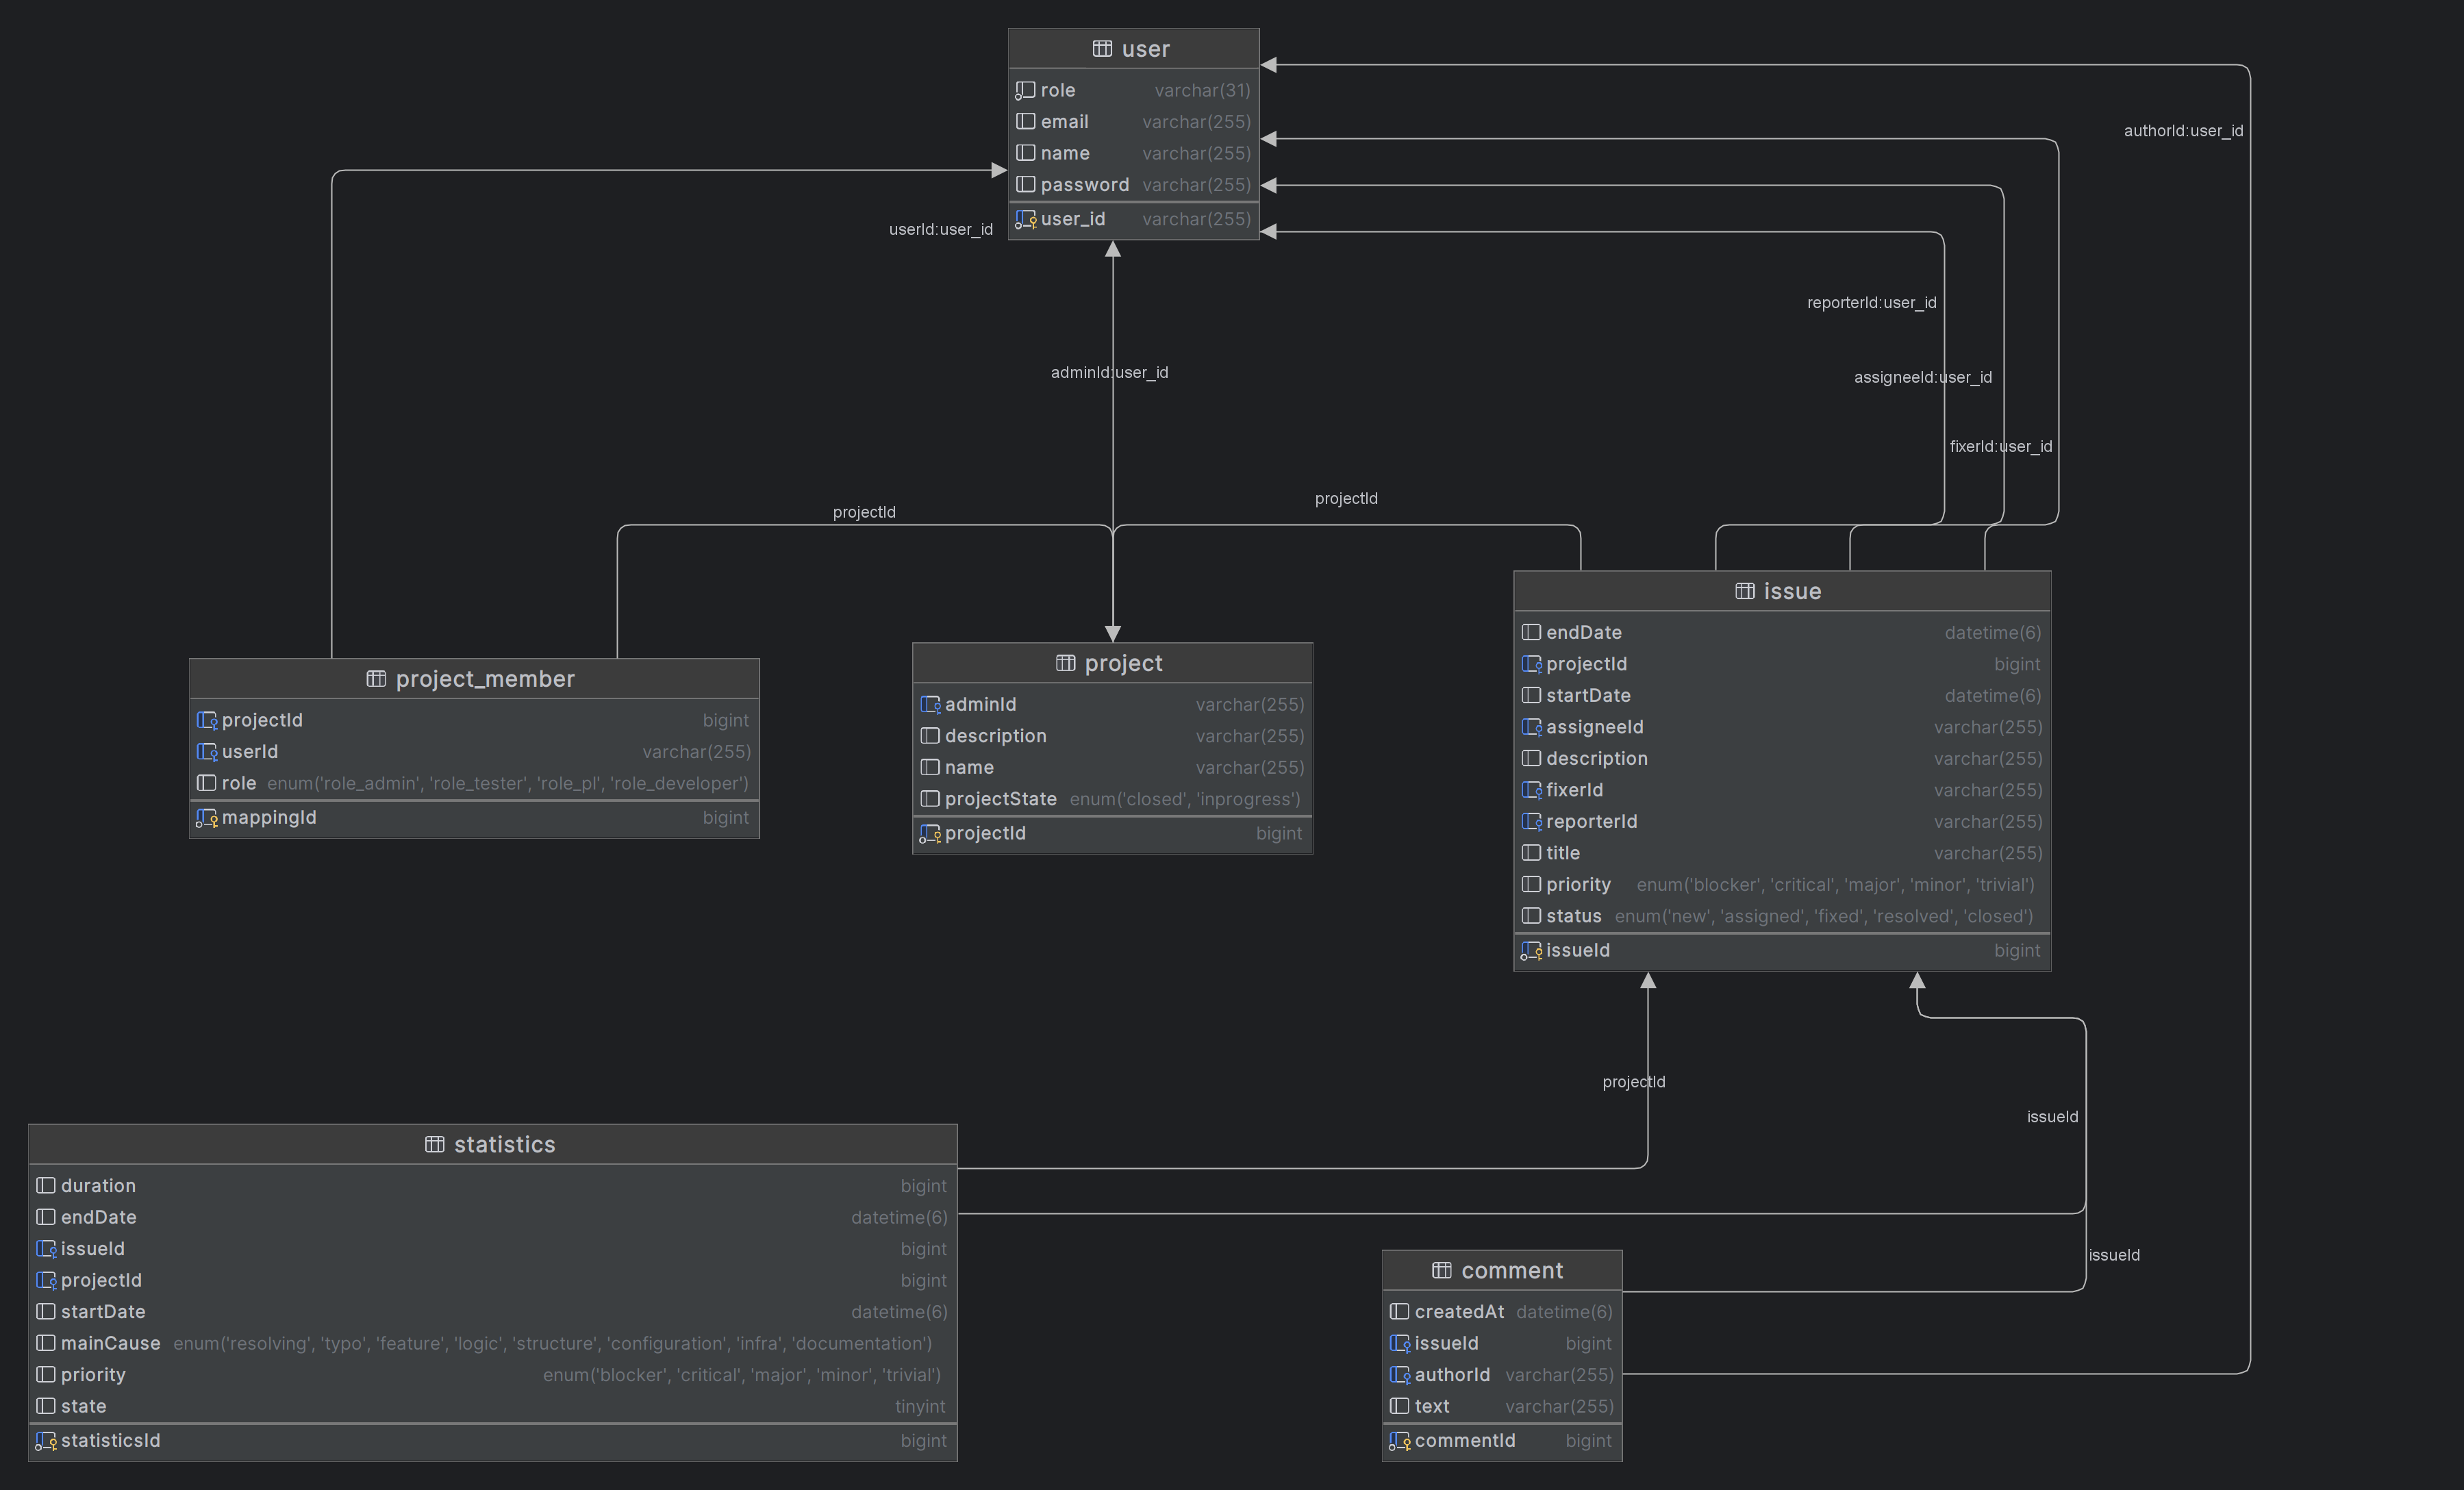 user
role varchar(31)
email varchar(255)
name varchar(255)
password varchar(255)
user_id varchar(255)
authorId:user_id
userId:user_id
reporterId:user_id
adminId:user_id
assigneeId:user_id
fixerId:user_id
projectId
projectId
project_member
projectId bigint
userId varchar(255)
role enum('role_admin', 'role_tester', 'role_pl', 'role_developer')
mappingId bigint
project
adminId varchar(255)
description varchar(255)
name varchar(255)
projectState enum('closed', 'inprogress')
projectId bigint
issue
endDate datetime(6)
projectId bigint
startDate datetime(6)
assigneeId varchar(255)
description varchar(255)
fixerId varchar(255)
reporterId varchar(255)
title varchar(255)
priority enum('blocker', 'critical', 'major', 'minor', 'trivial')
status enum('new', 'assigned', 'fixed', 'resolved', 'closed')
issueId bigint
projectId
issueId
issueId
statistics
duration bigint
endDate datetime(6)
issueId bigint
projectId bigint
startDate datetime(6)
mainCause enum('resolving', 'typo', 'feature', 'logic', 'structure', 'configuration', 'infra', 'documentation')
priority enum('blocker', 'critical', 'major', 'minor', 'trivial')
state tinyint
statisticsId bigint
comment
createdAt datetime(6)
issueId bigint
authorId varchar(255)
text varchar(255)
commentId bigint